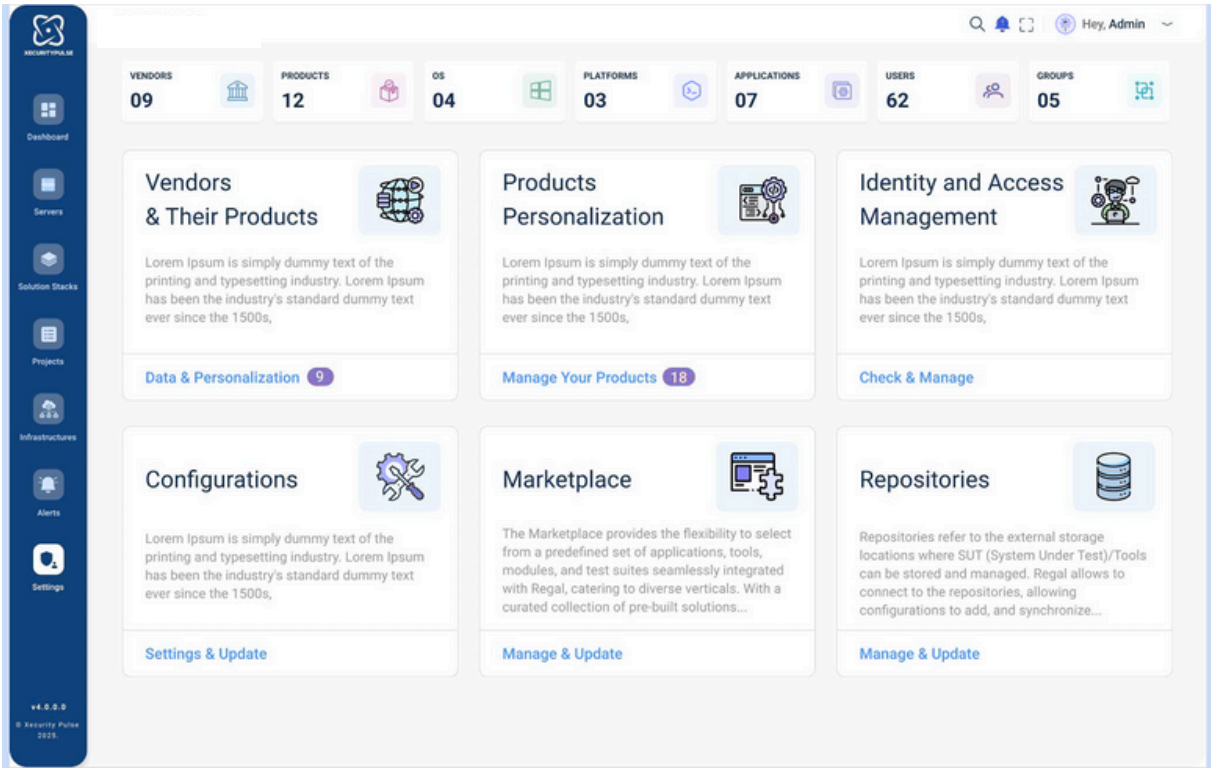 XECURITYPULSE
Hey, Admin
Dashboard
Servers
Solution Stacks
Projects
Infrastructures
Alerts
Settings
v4.0.0.0
© Xecurity Pulse
2025.
VENDORS
09
PRODUCTS
12
OS
04
PLATFORMS
03
APPLICATIONS
07
USERS
62
GROUPS
05
Vendors
& Their Products
Lorem Ipsum is simply dummy text of the
printing and typesetting industry. Lorem Ipsum
has been the industry's standard dummy text
ever since the 1500s,
Data & Personalization 9
Products
Personalization
Lorem Ipsum is simply dummy text of the
printing and typesetting industry. Lorem Ipsum
has been the industry's standard dummy text
ever since the 1500s,
Manage Your Products 18
Identity and Access
Management
Lorem Ipsum is simply dummy text of the
printing and typesetting industry. Lorem Ipsum
has been the industry's standard dummy text
ever since the 1500s,
Check & Manage
Configurations
Lorem Ipsum is simply dummy text of the
printing and typesetting industry. Lorem Ipsum
has been the industry's standard dummy text
ever since the 1500s,
Settings & Update
Marketplace
The Marketplace provides the flexibility to select
from a predefined set of applications, tools,
modules, and test suites seamlessly integrated
with Regal, catering to diverse verticals. With a
curated collection of pre-built solutions...
Manage & Update
Repositories
Repositories refer to the external storage
locations where SUT (System Under Test)/Tools
can be stored and managed. Regal allows to
connect to the repositories, allowing
configurations to add, and synchronize...
Manage & Update